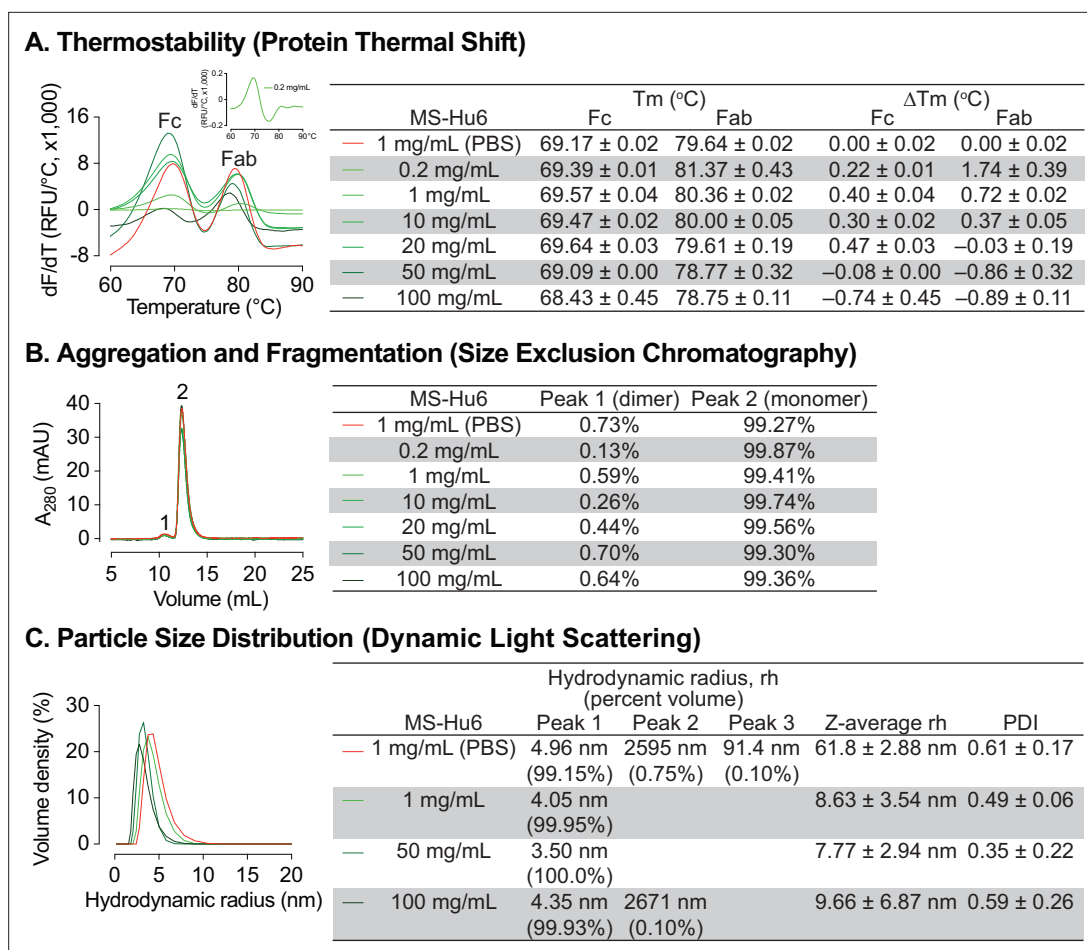 A. Thermostability (Protein Thermal Shift)
dF/dT (RFU/°C, x1,000)
16
8
0
-8
60 70 80 90
Temperature (°C)
Fc
Fab
dF/dT
(RFU/°C, x1,000)
0.2
0
-0.2
60 70 80 90°C
0.2 mg/mL
Tm (°C) ΔTm (°C)
MS-Hu6 Fc Fab Fc Fab
1 mg/mL (PBS) 69.17 ± 0.02 79.64 ± 0.02 0.00 ± 0.02 0.00 ± 0.02
0.2 mg/mL 69.39 ± 0.01 81.37 ± 0.43 0.22 ± 0.01 1.74 ± 0.39
1 mg/mL 69.57 ± 0.04 80.36 ± 0.02 0.40 ± 0.04 0.72 ± 0.02
10 mg/mL 69.47 ± 0.02 80.00 ± 0.05 0.30 ± 0.02 0.37 ± 0.05
20 mg/mL 69.64 ± 0.03 79.61 ± 0.19 0.47 ± 0.03 –0.03 ± 0.19
50 mg/mL 69.09 ± 0.00 78.77 ± 0.32 –0.08 ± 0.00 –0.86 ± 0.32
100 mg/mL 68.43 ± 0.45 78.75 ± 0.11 –0.74 ± 0.45 –0.89 ± 0.11
B. Aggregation and Fragmentation (Size Exclusion Chromatography)
A280 (mAU)
40
30
20
10
0
5 10 15 20 25
Volume (mL)
1
2
MS-Hu6 Peak 1 (dimer) Peak 2 (monomer)
1 mg/mL (PBS) 0.73% 99.27%
0.2 mg/mL 0.13% 99.87%
1 mg/mL 0.59% 99.41%
10 mg/mL 0.26% 99.74%
20 mg/mL 0.44% 99.56%
50 mg/mL 0.70% 99.30%
100 mg/mL 0.64% 99.36%
C. Particle Size Distribution (Dynamic Light Scattering)
Volume density (%)
30
20
10
0
0 5 10 15 20
Hydrodynamic radius (nm)
Hydrodynamic radius, rh
(percent volume)
MS-Hu6 Peak 1 Peak 2 Peak 3 Z-average rh PDI
1 mg/mL (PBS) 4.96 nm 2595 nm 91.4 nm 61.8 ± 2.88 nm 0.61 ± 0.17
(99.15%) (0.75%) (0.10%)
1 mg/mL 4.05 nm 8.63 ± 3.54 nm 0.49 ± 0.06
(99.95%)
50 mg/mL 3.50 nm 7.77 ± 2.94 nm 0.35 ± 0.22
(100.0%)
100 mg/mL 4.35 nm 2671 nm 9.66 ± 6.87 nm 0.59 ± 0.26
(99.93%) (0.10%)